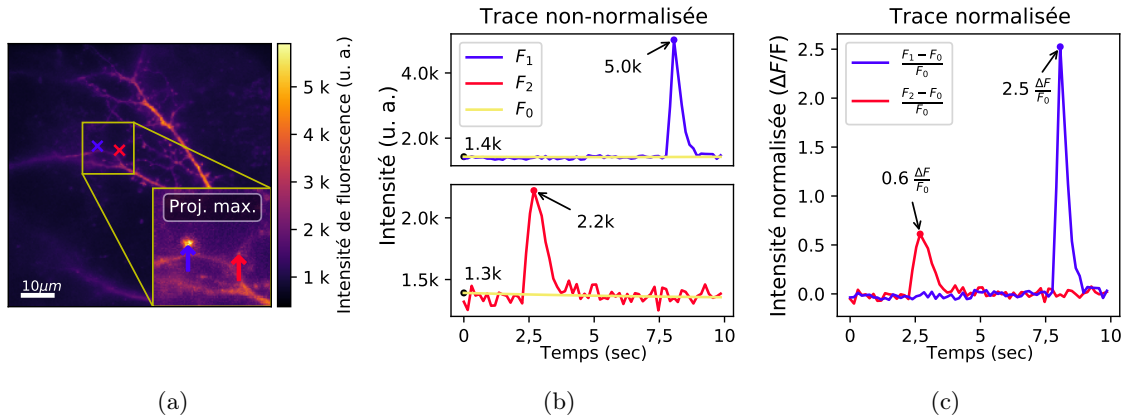 Proj. max.
10μm
5 k
4 k
3 k
2 k
1 k
Intensité de fluorescence (u. a.)
(a)
Trace non-normalisée
F₁
F₂
F₀
5.0k
1.4k
4.0k
2.0k
2.2k
1.3k
2.0k
1.5k
Intensité (u. a.)
0
2,5
5
7,5
10
Temps (sec)
(b)
Trace normalisée
(F₁ − F₀)/F₀
(F₂ − F₀)/F₀
2.5 ΔF/F₀
0.6 ΔF/F₀
2.5
2.0
1.5
1.0
0.5
0.0
Intensité normalisée (ΔF/F)
0
2,5
5
7,5
10
Temps (sec)
(c)